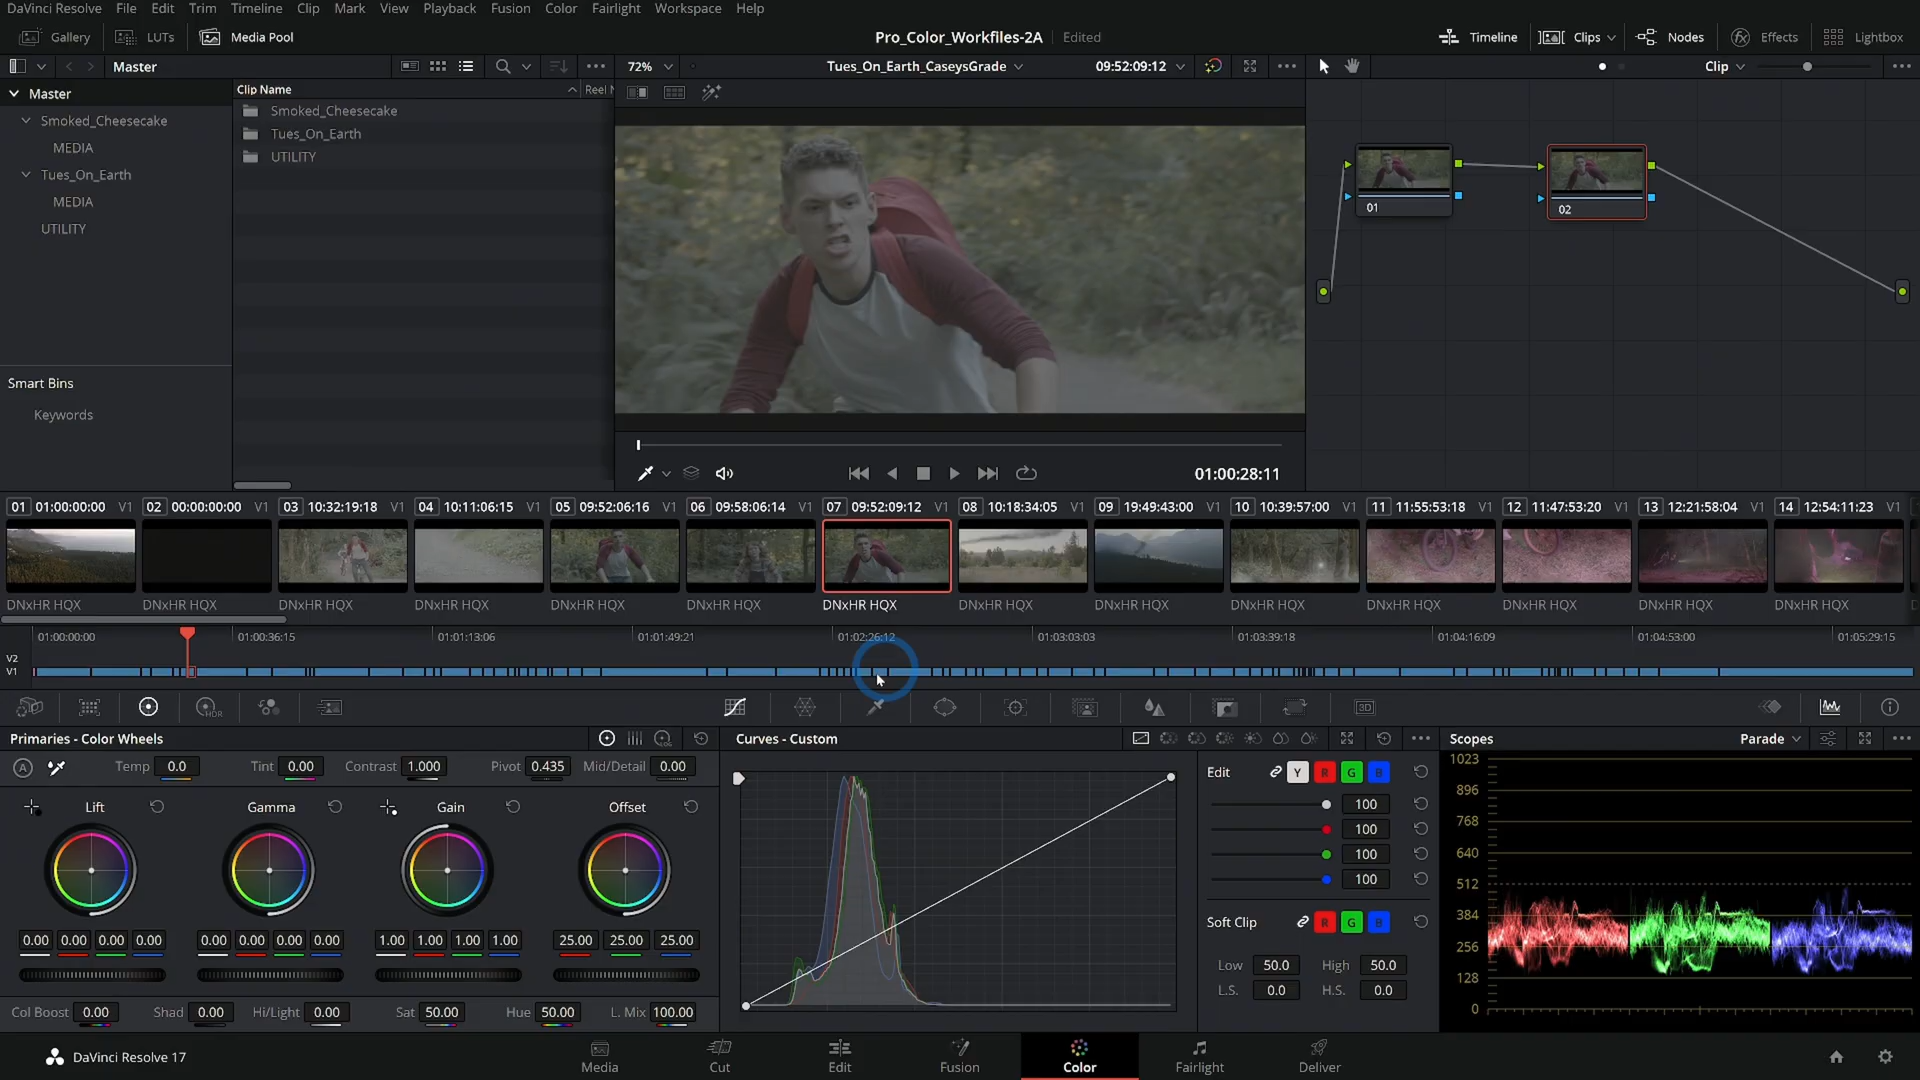 DaVinci Resolve File Edit Trim Timeline Clip Mark View Playback Fusion Color Fairlight Workspace Help
Gallery LUTs Media Pool Pro_Color_Workfiles-2A Edited Timeline Clips Nodes Effects Lightbox
Master 72% Tues_On_Earth_CaseysGrade 09:52:09:12 Clip
Master Clip Name Reel
Smoked_Cheesecake Smoked_Cheesecake
MEDIA Tues_On_Earth
Tues_On_Earth UTILITY
MEDIA
UTILITY
01 02
Smart Bins
Keywords
01:00:28:11
01 01:00:00:00 V1 02 00:00:00:00 V1 03 10:32:19:18 V1 04 10:11:06:15 V1 05 09:52:06:16 V1 06 09:58:06:14 V1 07 09:52:09:12 V1 08 10:18:34:05 V1 09 19:49:43:00 V1 10 10:39:57:00 V1 11 11:55:53:18 V1 12 11:47:53:20 V1 13 12:21:58:04 V1 14 12:54:11:23 V1
DNxHR HQX DNxHR HQX DNxHR HQX DNxHR HQX DNxHR HQX DNxHR HQX DNxHR HQX DNxHR HQX DNxHR HQX DNxHR HQX DNxHR HQX DNxHR HQX DNxHR HQX DNxHR HQX
01:00:00:00 01:00:36:15 01:01:13:06 01:01:49:21 01:02:26:12 01:03:03:03 01:03:39:18 01:04:16:09 01:04:53:00 01:05:29:15
V2
V1
HDR 3D
Primaries - Color Wheels Curves - Custom Scopes Parade
A Temp 0.0 Tint 0.00 Contrast 1.000 Pivot 0.435 Mid/Detail 0.00
Edit Y R G B
Lift Gamma Gain Offset
100
100
100
100
Soft Clip R G B
0.00 0.00 0.00 0.00 0.00 0.00 0.00 0.00 1.00 1.00 1.00 1.00 25.00 25.00 25.00
Low 50.0 High 50.0
L.S. 0.0 H.S. 0.0
Col Boost 0.00 Shad 0.00 Hi/Light 0.00 Sat 50.00 Hue 50.00 L. Mix 100.00
1023
896
768
640
512
384
256
128
0
DaVinci Resolve 17 Media Cut Edit Fusion Color Fairlight Deliver